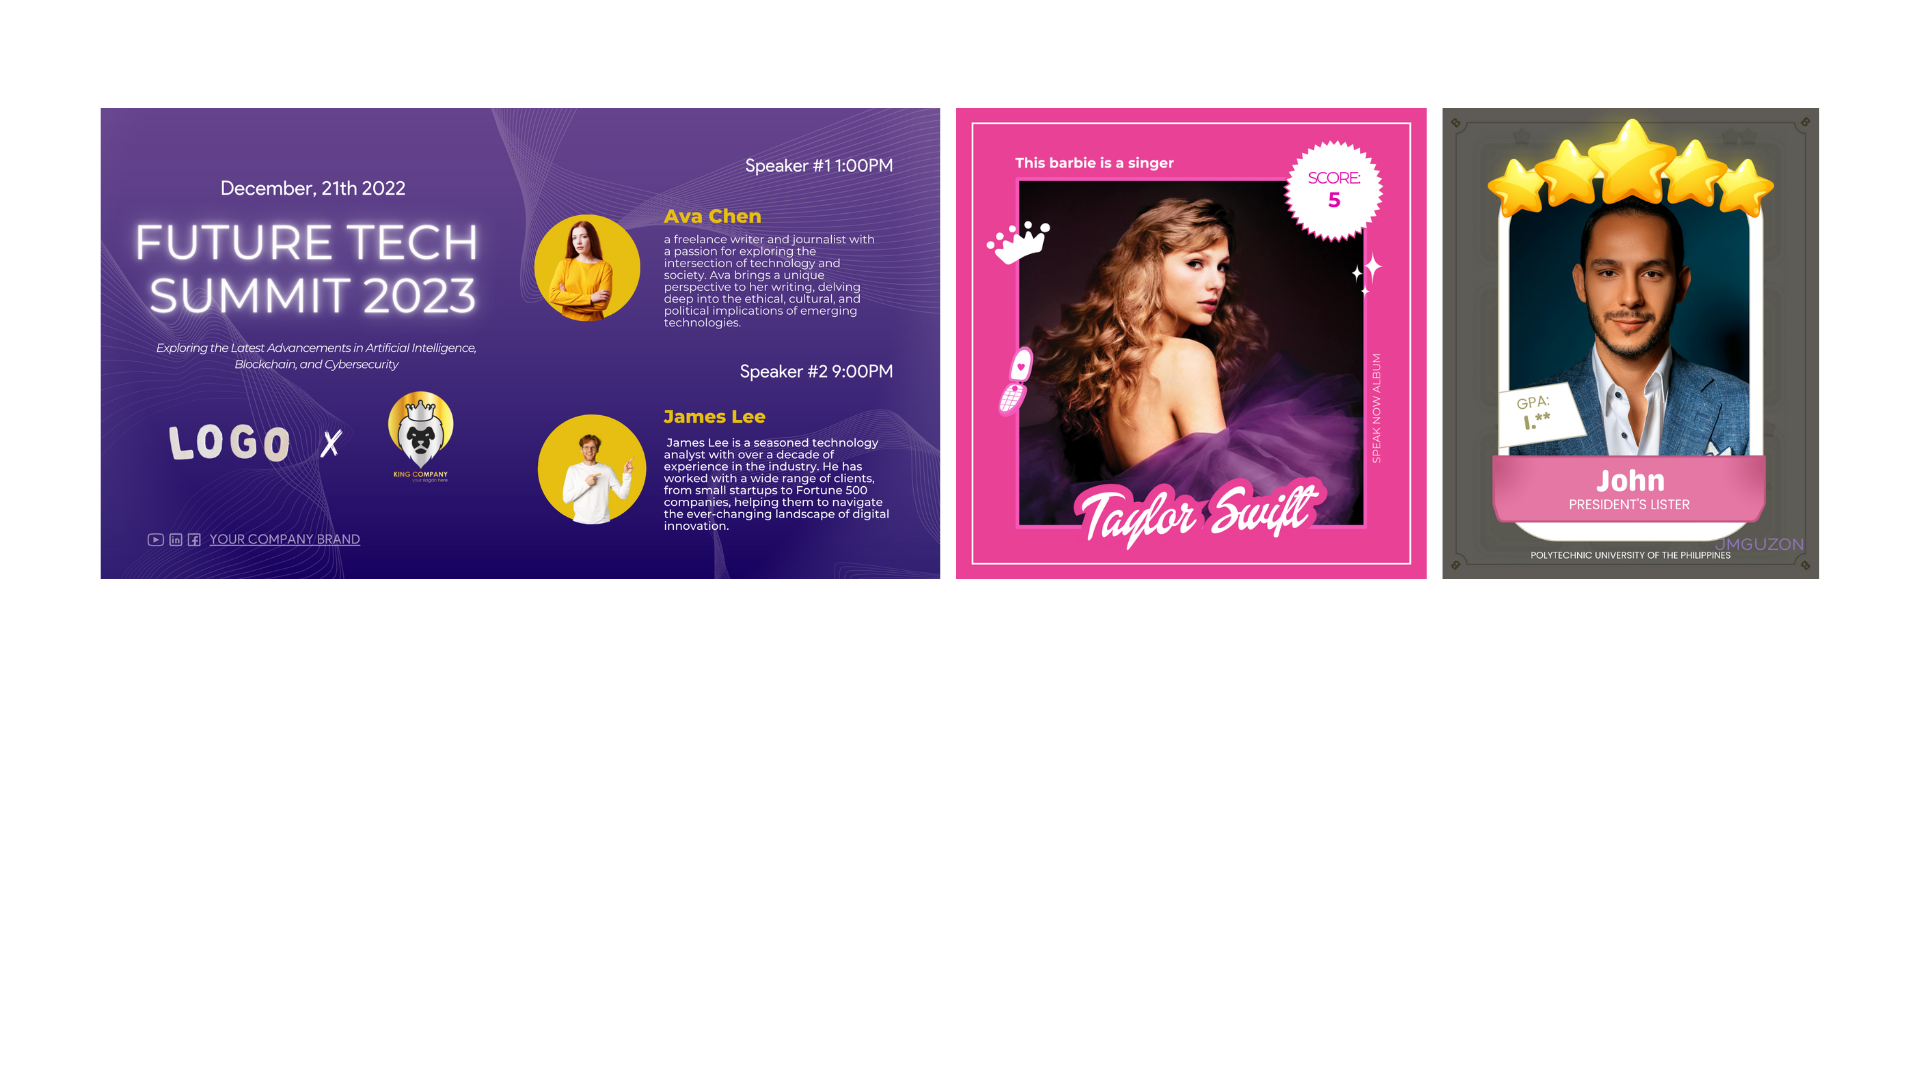 December, 21th 2022
FUTURE TECH
SUMMIT 2023
Exploring the Latest Advancements in Artificial Intelligence,
Blockchain, and Cybersecurity
LOGO X
KING COMPANY
your slogan here
YOUR COMPANY BRAND
Speaker #1 1:00PM
Ava Chen
a freelance writer and journalist with
a passion for exploring the
intersection of technology and
society. Ava brings a unique
perspective to her writing, delving
deep into the ethical, cultural, and
political implications of emerging
technologies.
Speaker #2 9:00PM
James Lee
James Lee is a seasoned technology
analyst with over a decade of
experience in the industry. He has
worked with a wide range of clients,
from small startups to Fortune 500
companies, helping them to navigate
the ever-changing landscape of digital
innovation.
This barbie is a singer
SCORE:
5
SPEAK NOW ALBUM
Taylor Swift
GPA:
1.**
John
PRESIDENT'S LISTER
JMGUZON
POLYTECHNIC UNIVERSITY OF THE PHILIPPINES